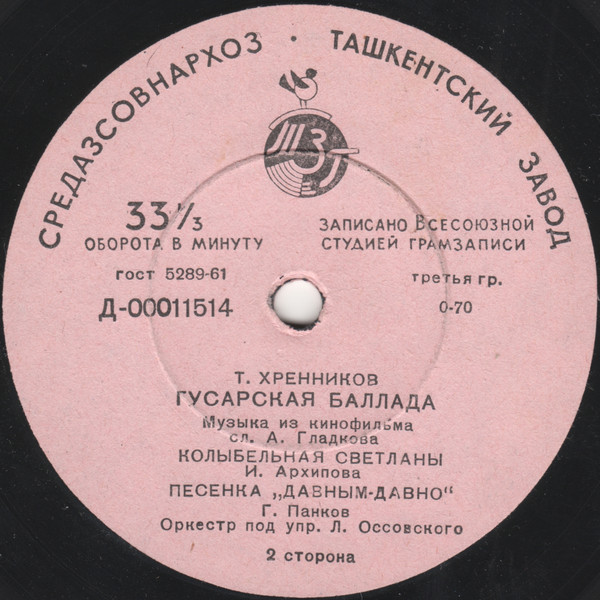 СРЕДАЗСОВНАРХОЗ · ТАШКЕНТСКИЙ ЗАВОД
ТЗГ
33⅓
ОБОРОТА В МИНУТУ
ЗАПИСАНО ВСЕСОЮЗНОЙ
СТУДИЕЙ ГРАМЗАПИСИ
ГОСТ 5289-61
третья гр.
Д-00011514
0-70
Т. ХРЕННИКОВ
ГУСАРСКАЯ БАЛЛАДА
Музыка из кинофильма
сл. А. Гладкова
КОЛЫБЕЛЬНАЯ СВЕТЛАНЫ
И. Архипова
ПЕСЕНКА „ДАВНЫМ-ДАВНО“
Г. Панков
Оркестр под упр. Л. Оссовского
2 сторона